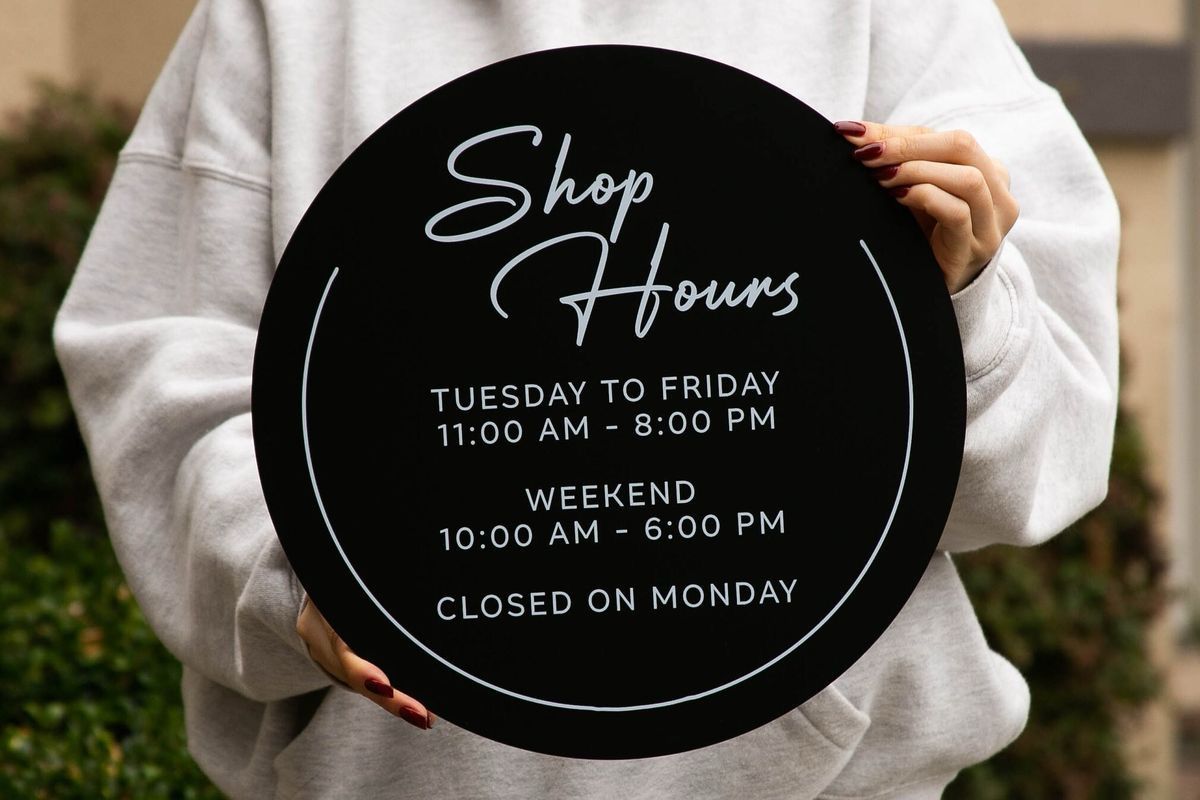 Shop
Hours
TUESDAY TO FRIDAY
11:00 AM - 8:00 PM
WEEKEND
10:00 AM - 6:00 PM
CLOSED ON MONDAY